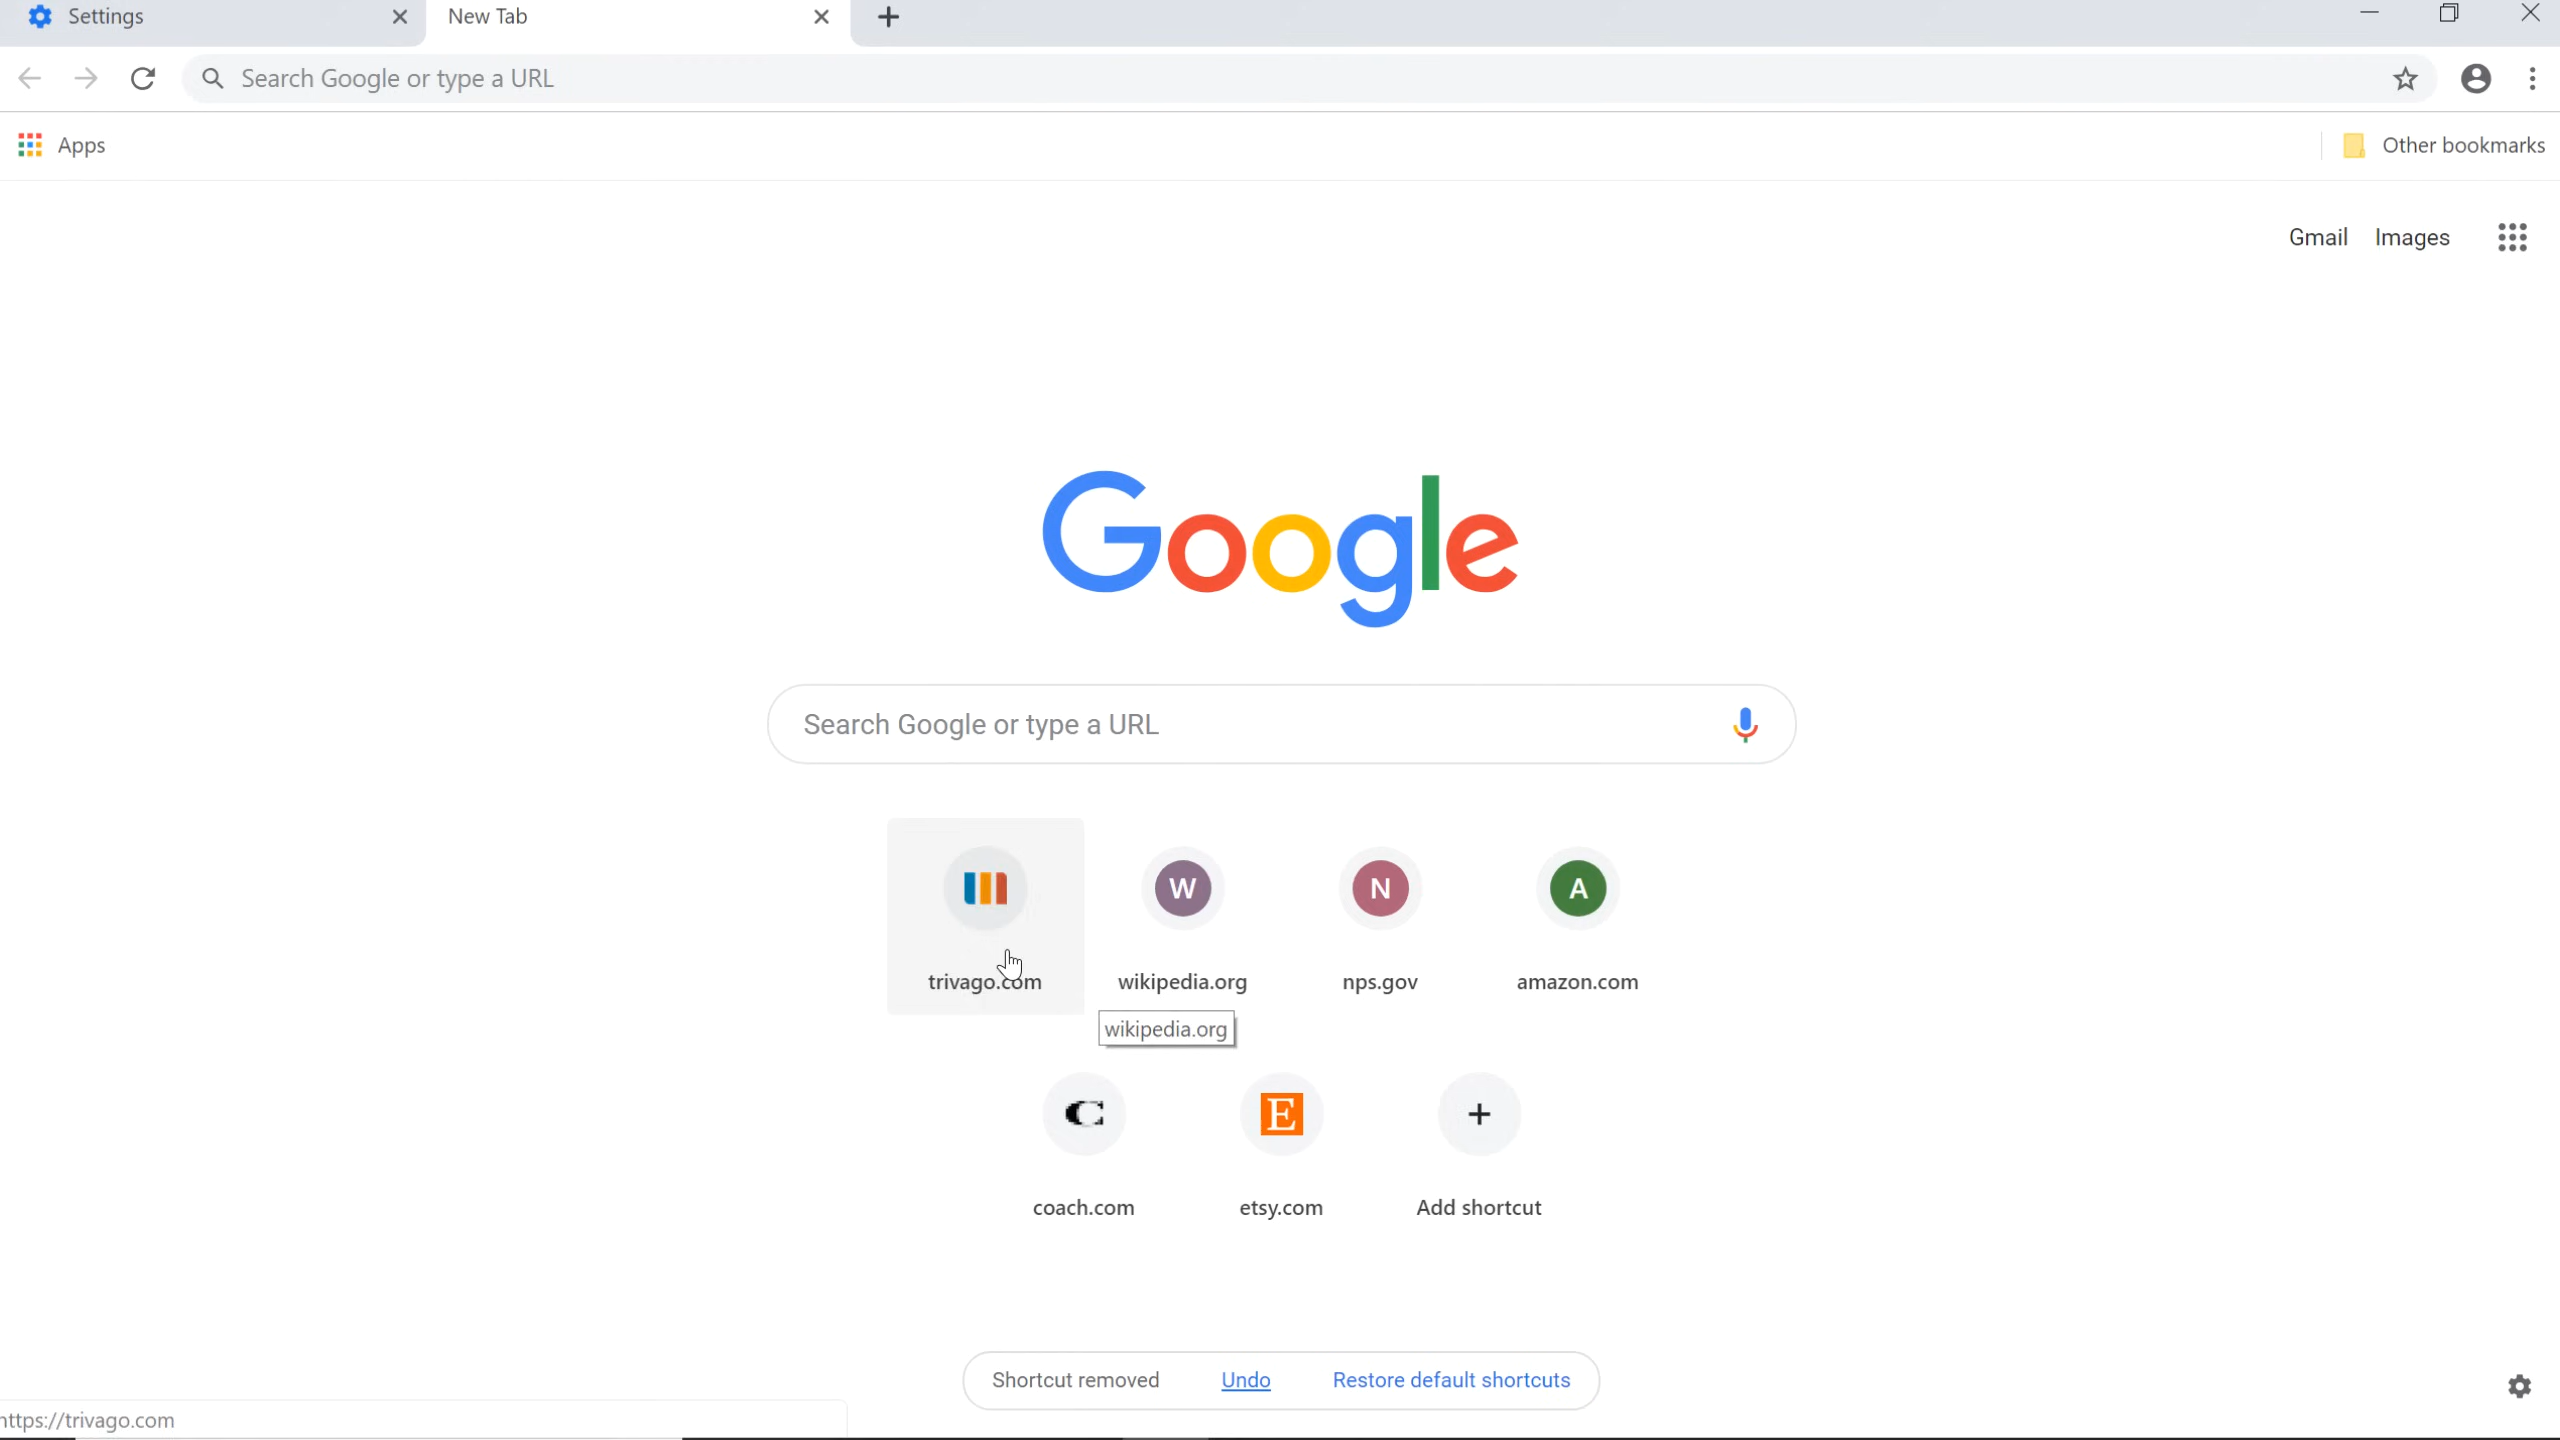 Settings New Tab
Search Google or type a URL
Apps Other bookmarks
Gmail Images
Google
Search Google or type a URL
W N A
trivago.com wikipedia.org nps.gov amazon.com
wikipedia.org
C E
coach.com etsy.com Add shortcut
Shortcut removed Undo Restore default shortcuts
https://trivago.com